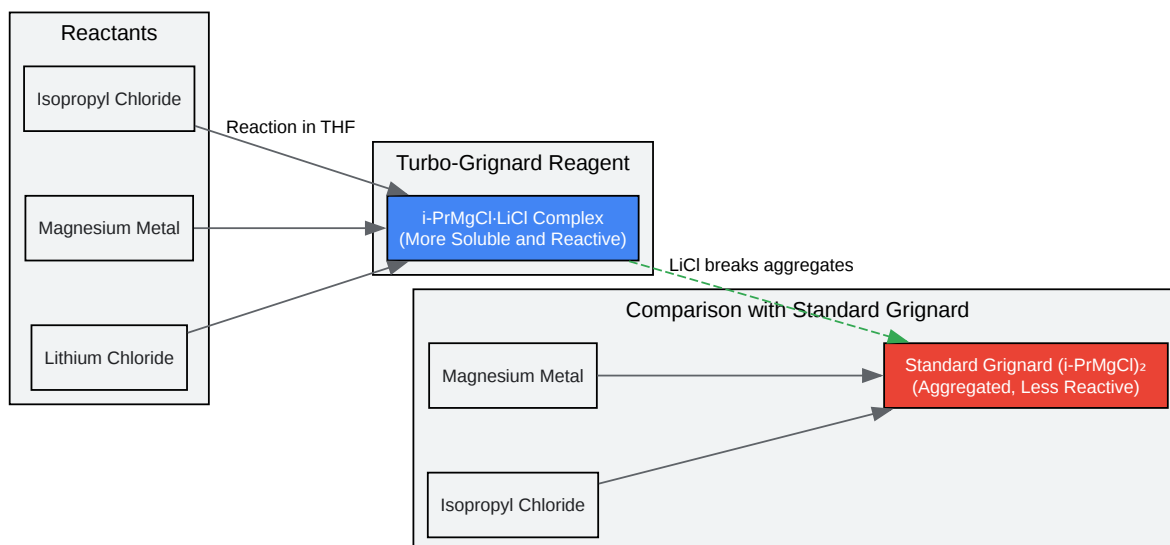 Reactants
Isopropyl Chloride
Reaction in THF
Magnesium Metal
Lithium Chloride
Turbo-Grignard Reagent
i-PrMgCl·LiCl Complex
(More Soluble and Reactive)
LiCl breaks aggregates
Comparison with Standard Grignard
Magnesium Metal
Isopropyl Chloride
Standard Grignard (i-PrMgCl)₂
(Aggregated, Less Reactive)